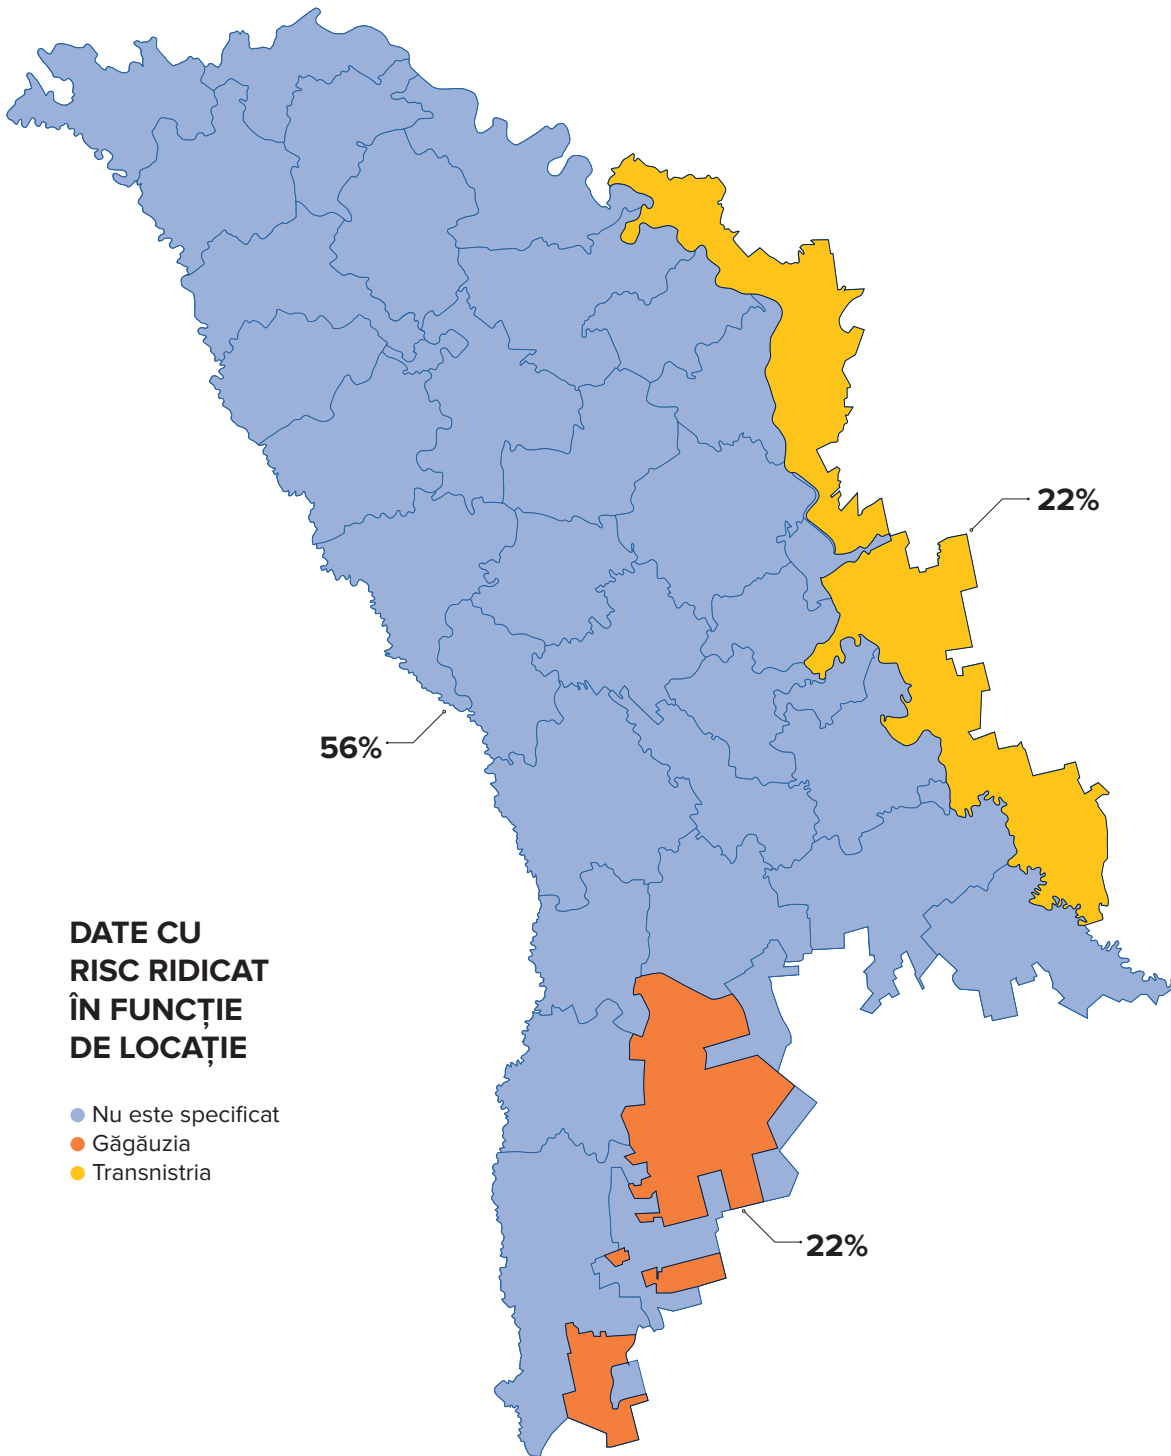 22%
56%
DATE CU
RISC RIDICAT
ÎN FUNCȚIE
DE LOCAȚIE
Nu este specificat
Găgăuzia
Transnistria
22%